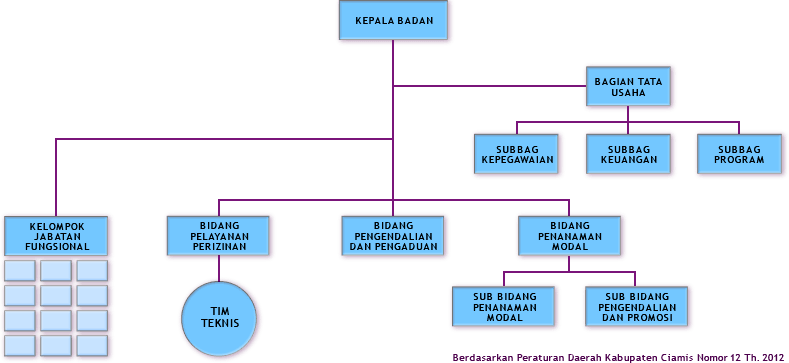 KEPALA BADAN
BAGIAN TATA
USAHA
SUBBAG
KEPEGAWAIAN
SUBBAG
KEUANGAN
SUBBAG
PROGRAM
KELOMPOK
JABATAN
FUNGSIONAL
BIDANG
PELAYANAN
PERIZINAN
BIDANG
PENGENDALIAN
DAN PENGADUAN
BIDANG
PENANAMAN
MODAL
TIM
TEKNIS
SUB BIDANG
PENANAMAN
MODAL
SUB BIDANG
PENGENDALIAN
DAN PROMOSI
Berdasarkan Peraturan Daerah Kabupaten Ciamis Nomor 12 Th. 2012